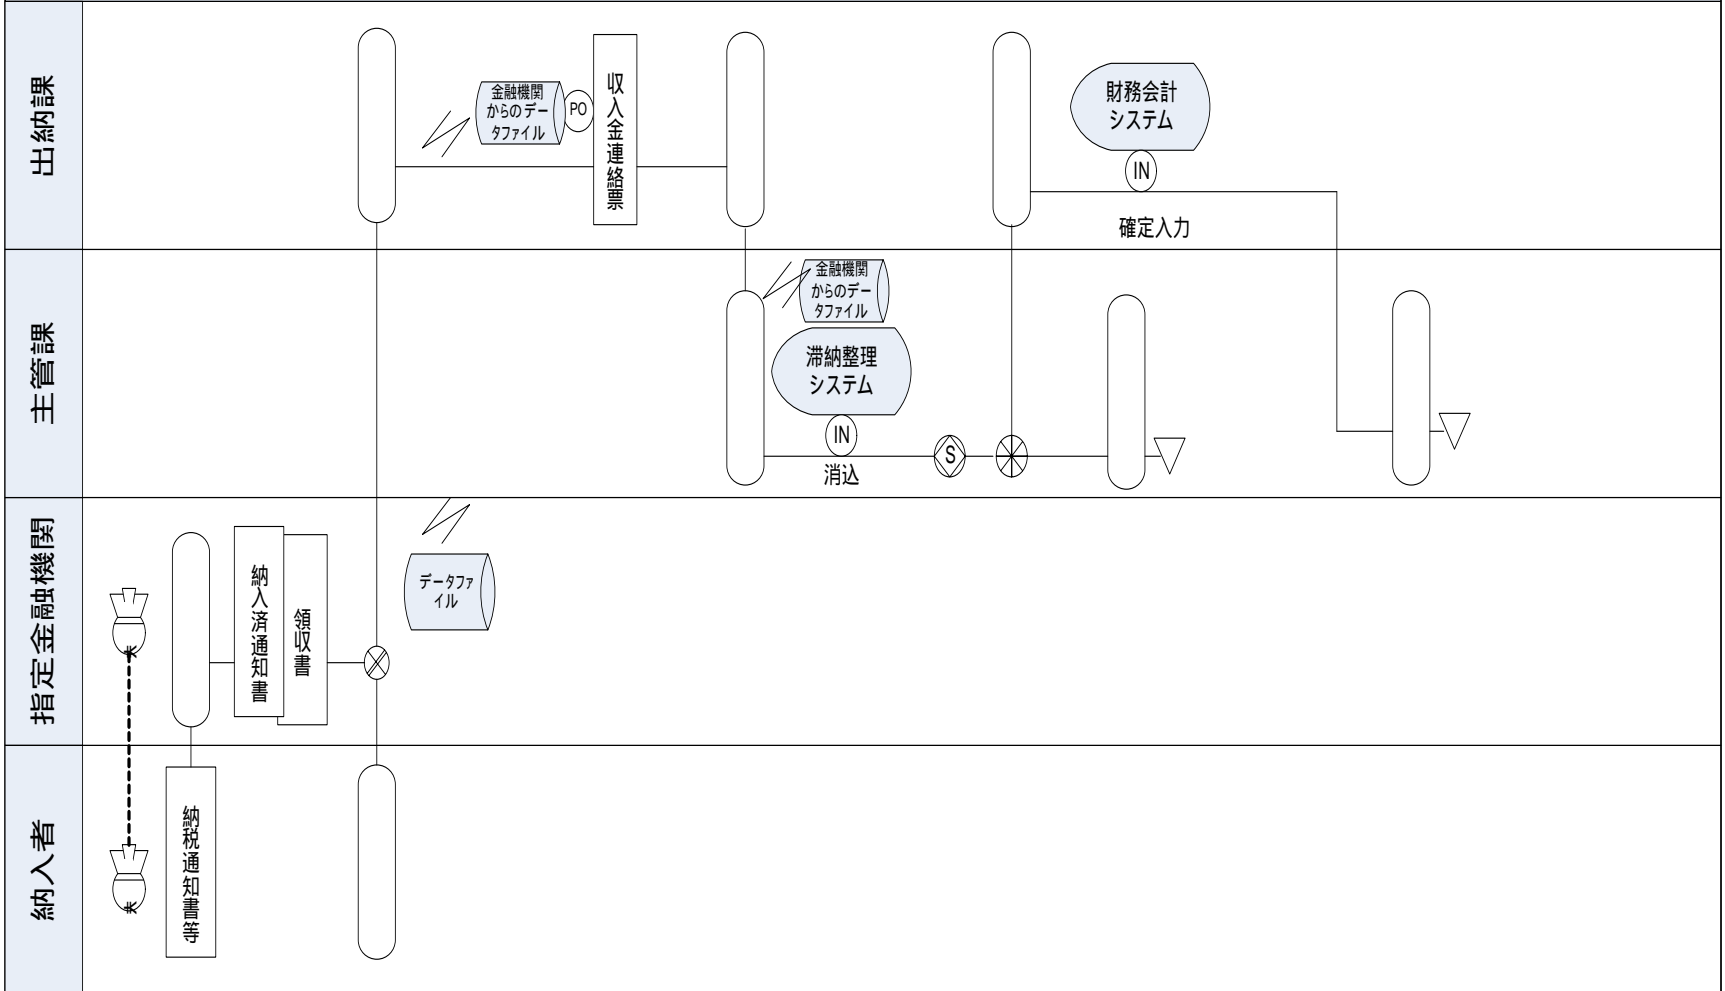 出納課
金融機関
からのデー
タファイル
PO
収入金連絡票
財務会計
システム
IN
確定入力
主管課
金融機関
からのデー
タファイル
滞納整理
システム
IN
消込
S
指定金融機関
納入済通知書
領収書
データファ
イル
納入者
納税通知書等